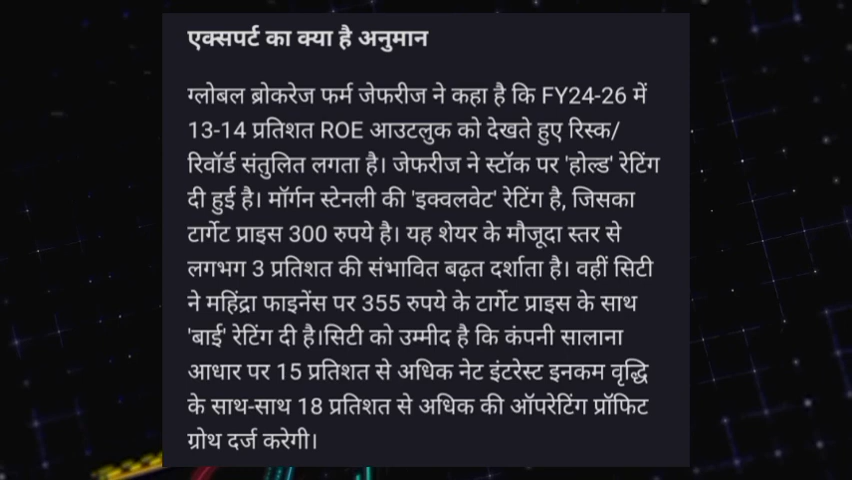 एक्सपर्ट का क्या है अनुमान
ग्लोबल ब्रोकरेज फर्म जेफरीज ने कहा है कि FY24-26 में
13-14 प्रतिशत ROE आउटलुक को देखते हुए रिस्क/
रिवॉर्ड संतुलित लगता है। जेफरीज ने स्टॉक पर 'होल्ड' रेटिंग
दी हुई है। मॉर्गन स्टेनली की 'इक्वलवेट' रेटिंग है, जिसका
टार्गेट प्राइस 300 रुपये है। यह शेयर के मौजूदा स्तर से
लगभग 3 प्रतिशत की संभावित बढ़त दर्शाता है। वहीं सिटी
ने महिंद्रा फाइनेंस पर 355 रुपये के टार्गेट प्राइस के साथ
'बाई' रेटिंग दी है।सिटी को उम्मीद है कि कंपनी सालाना
आधार पर 15 प्रतिशत से अधिक नेट इंटरेस्ट इनकम वृद्धि
के साथ-साथ 18 प्रतिशत से अधिक की ऑपरेटिंग प्रॉफिट
ग्रोथ दर्ज करेगी।